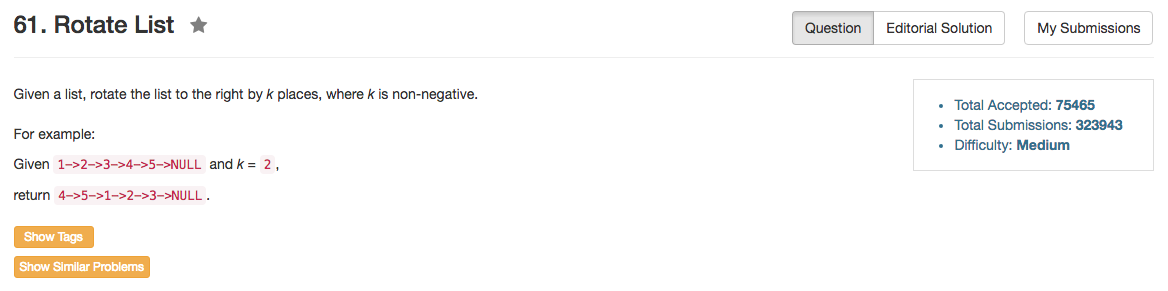 61. Rotate List
Question
Editorial Solution
My Submissions
Given a list, rotate the list to the right by k places, where k is non-negative.
For example:
Given 1->2->3->4->5->NULL and k = 2 ,
return 4->5->1->2->3->NULL .
Total Accepted: 75465
Total Submissions: 323943
Difficulty: Medium
Show Tags
Show Similar Problems